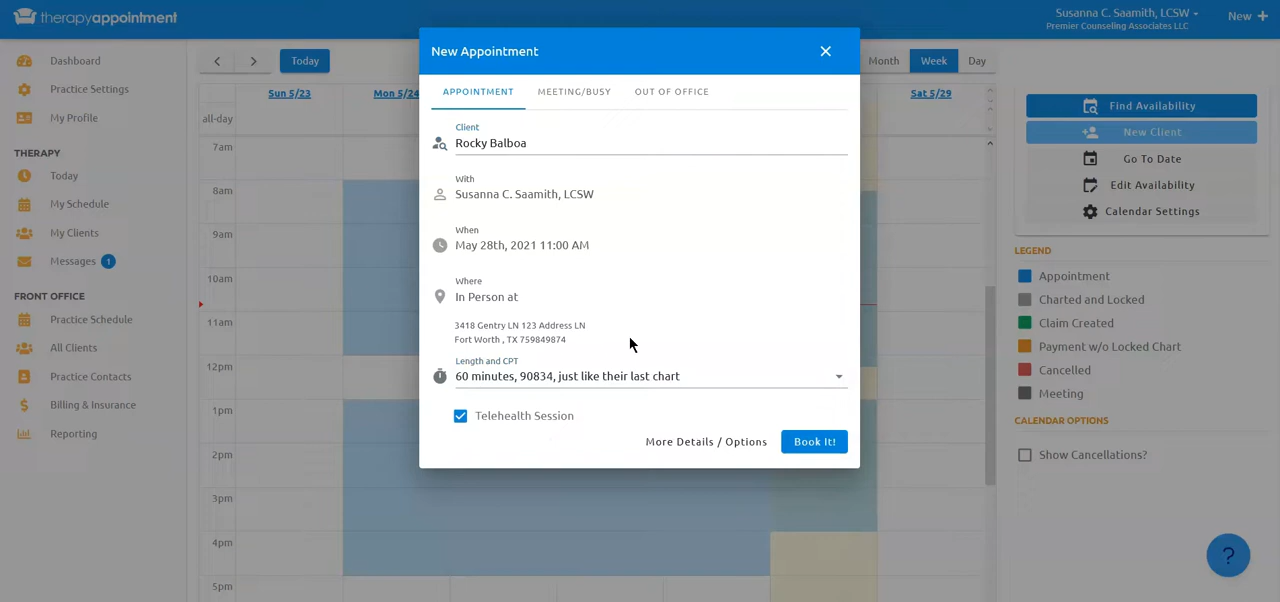 therapyappointment
Susanna C. Saamith, LCSW
Premier Counseling Associates LLC
New +
Dashboard
Practice Settings
My Profile
THERAPY
Today
My Schedule
My Clients
Messages 1
FRONT OFFICE
Practice Schedule
All Clients
Practice Contacts
Billing & Insurance
Reporting
Today
Month
Week
Day
Sun 5/23
Mon 5/24
Sat 5/29
all-day
7am
8am
9am
10am
11am
12pm
1pm
2pm
3pm
4pm
5pm
New Appointment
APPOINTMENT
MEETING/BUSY
OUT OF OFFICE
Client
Rocky Balboa
With
Susanna C. Saamith, LCSW
When
May 28th, 2021 11:00 AM
Where
In Person at
3418 Gentry LN 123 Address LN
Fort Worth , TX 759849874
Length and CPT
60 minutes, 90834, just like their last chart
Telehealth Session
More Details / Options
Book It!
Find Availability
New Client
Go To Date
Edit Availability
Calendar Settings
LEGEND
Appointment
Charted and Locked
Claim Created
Payment w/o Locked Chart
Cancelled
Meeting
CALENDAR OPTIONS
Show Cancellations?
?